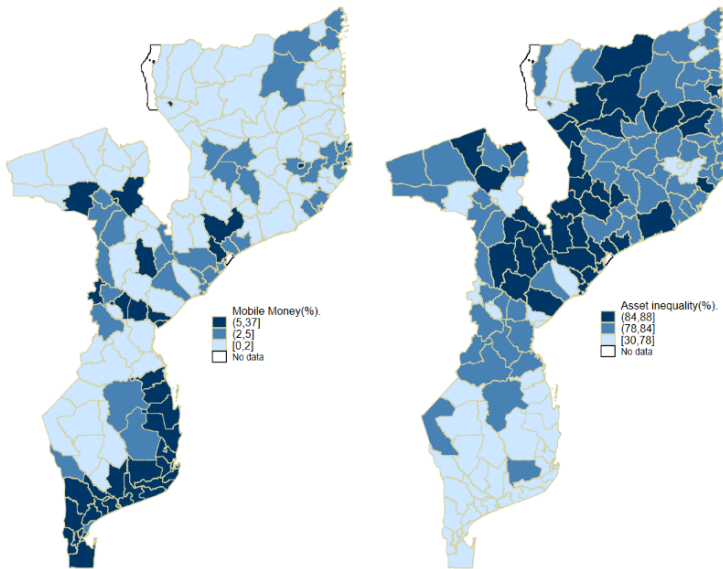 Mobile Money(%).
(5,37]
(2,5]
[0,2]
No data
Asset inequality(%).
(84,88]
(78,84]
[30,78]
No data